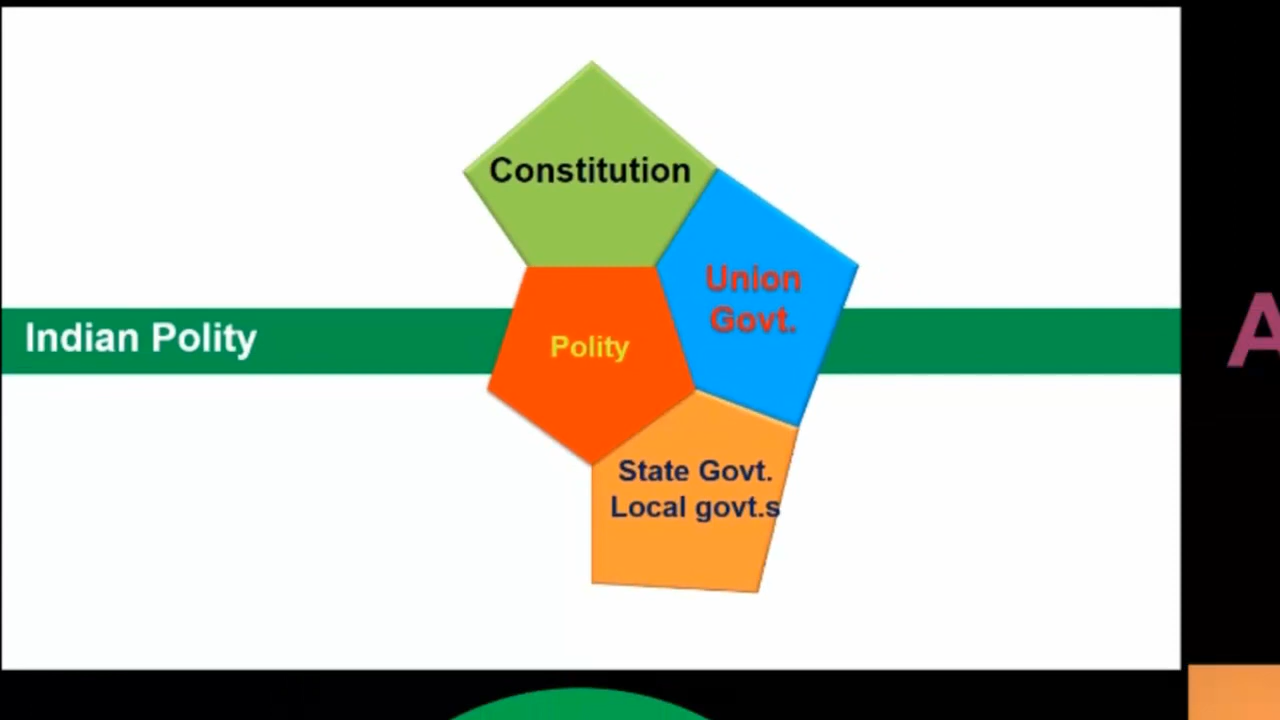 Constitution
Union
Govt.
Indian Polity
Polity
State Govt.
Local govt.s
A